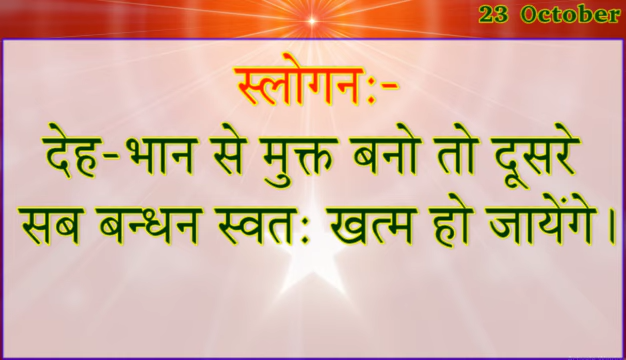 23 October
स्लोगनः-
देह-भान से मुक्त बनो तो दूसरे
सब बन्धन स्वतः खत्म हो जायेंगे।